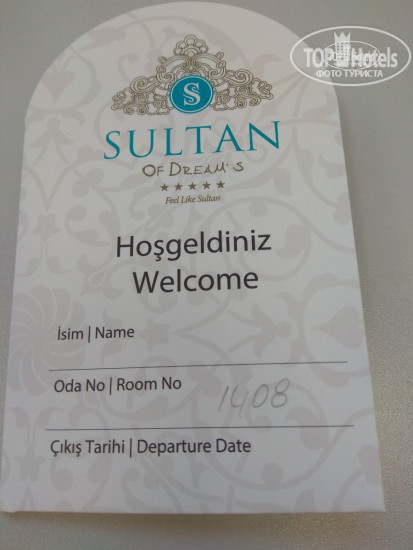 TOP Hotels
ФОТО ТУРИСТА
S
SULTAN
OF DREAM'S
★★★★★
Feel Like Sultan
Hoşgeldiniz
Welcome
İsim | Name
Oda No | Room No 1408
Çıkış Tarihi | Departure Date